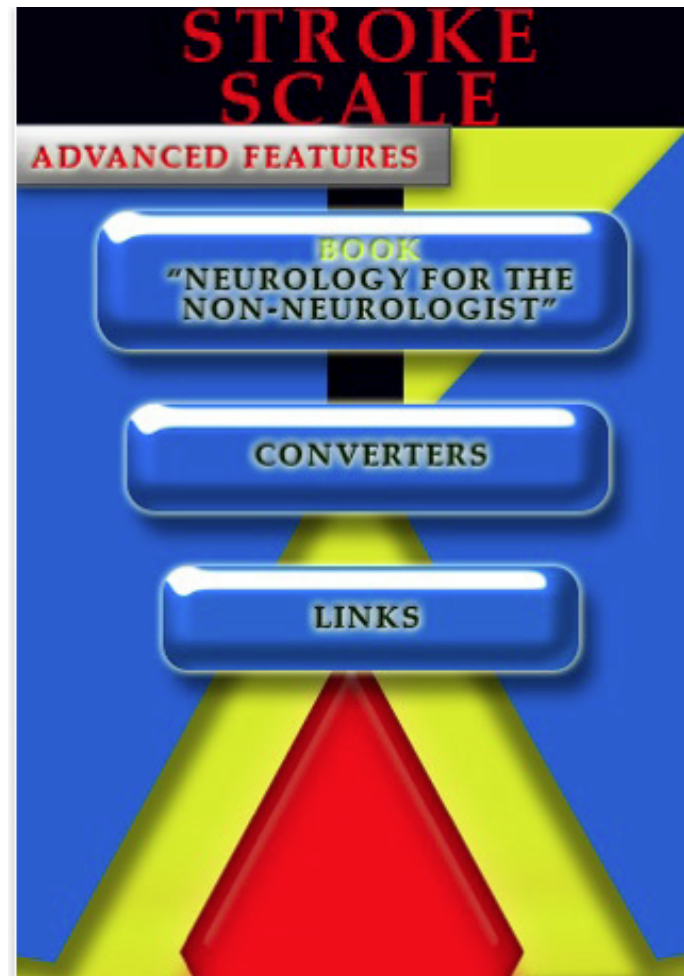 STROKE
SCALE
ADVANCED FEATURES
BOOK
“NEUROLOGY FOR THE
NON-NEUROLOGIST”
CONVERTERS
LINKS